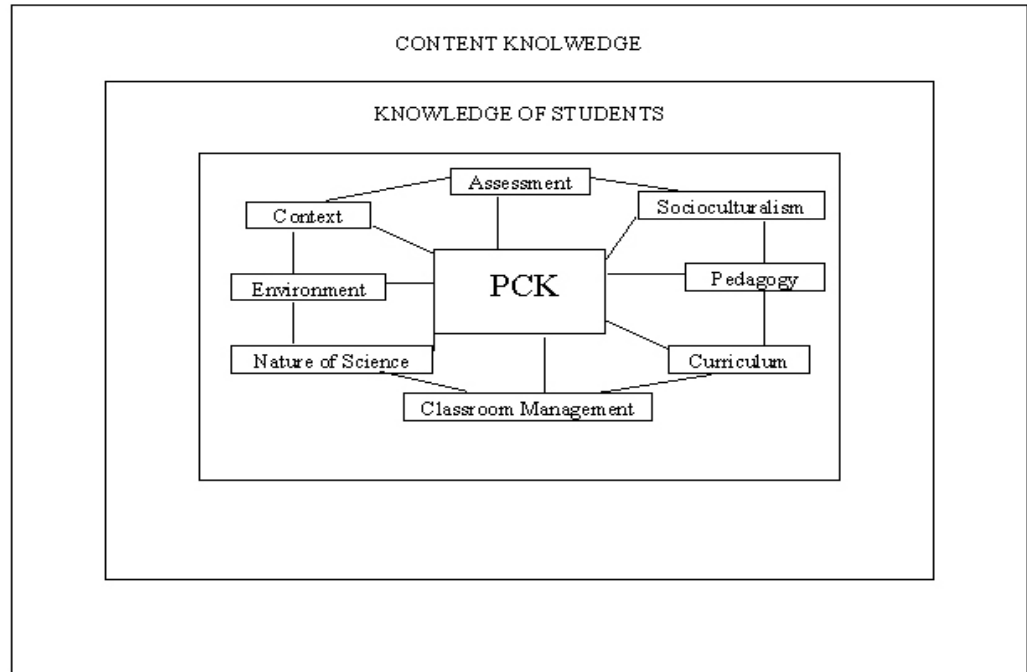 CONTENT KNOLWEDGE
KNOWLEDGE OF STUDENTS
Assessment
Socioculturalism
Context
PCK
Pedagogy
Environment
Nature of Science
Curriculum
Classroom Management